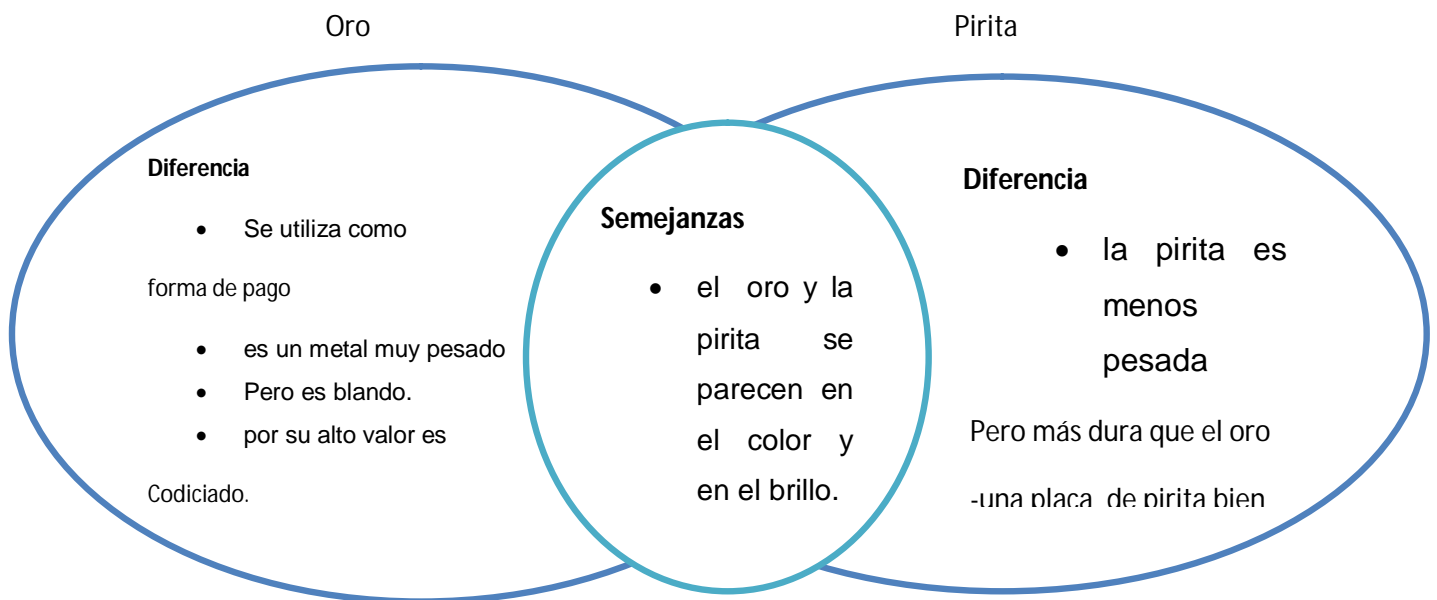 Oro
Pirita
Diferencia
• Se utiliza como
forma de pago
• es un metal muy pesado
• Pero es blando.
• por su alto valor es
Codiciado.
Semejanzas
• el oro y la
pirita se
parecen en
el color y
en el brillo.
Diferencia
• la pirita es
menos
pesada
Pero más dura que el oro
-una placa de pirita bien